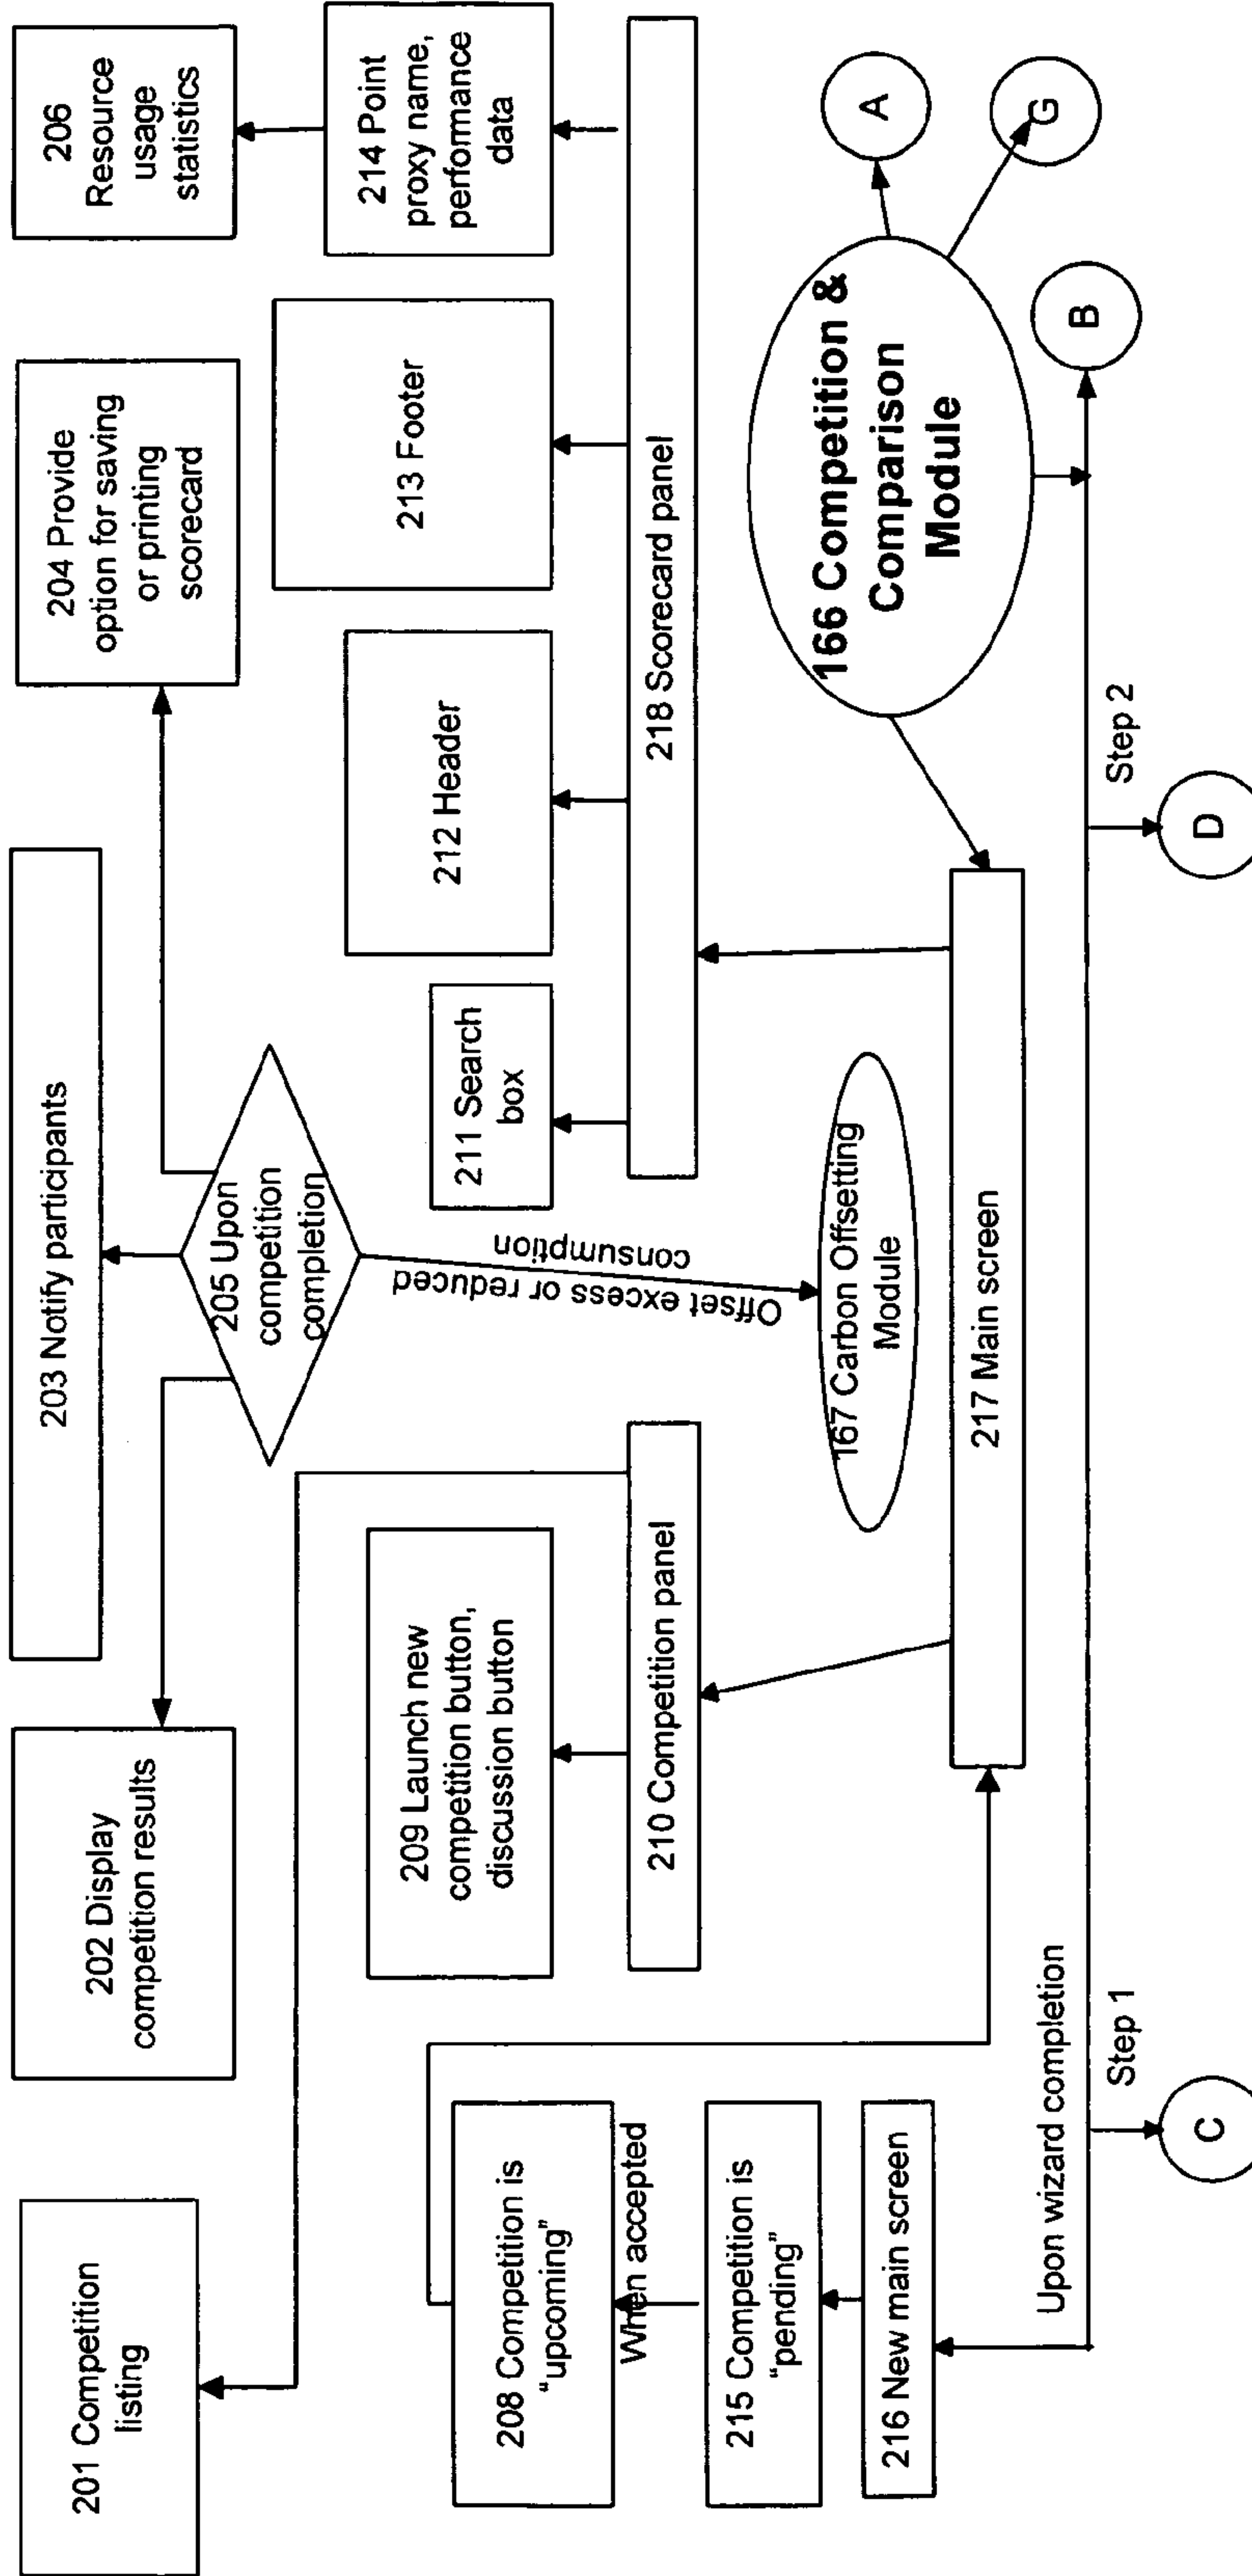 201 Competition
listing
202 Display
competition results
203 Notify participants
204 Provide
option for saving
or printing
scorecard
206
Resource
usage
statistics
205 Upon
competition
completion
208 Competition is
“upcoming”
When accepted
215 Competition is
“pending”
216 New main screen
209 Launch new
competition button,
discussion button
210 Competition panel
Offset excess or reduced
consumption
167 Carbon Offsetting
Module
211 Search
box
212 Header
213 Footer
214 Point
proxy name,
performance
data
218 Scorecard panel
217 Main screen
166 Competition &
Comparison
Module
A
G
B
Upon wizard completion
Step 1
Step 2
C
D